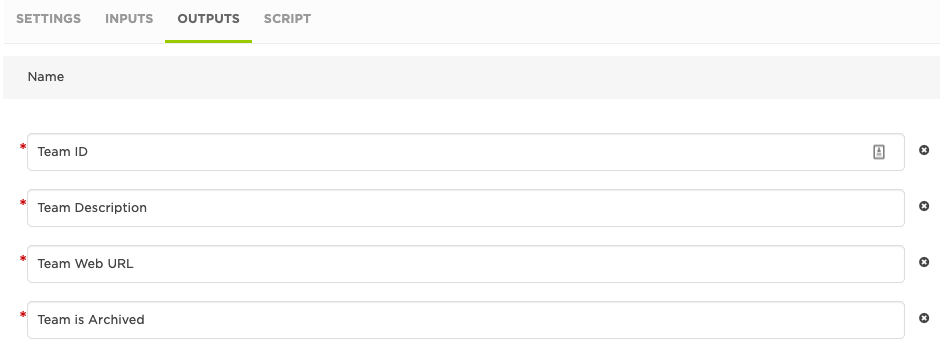 SETTINGS INPUTS OUTPUTS SCRIPT
Name
* Team ID
* Team Description
* Team Web URL
* Team is Archived